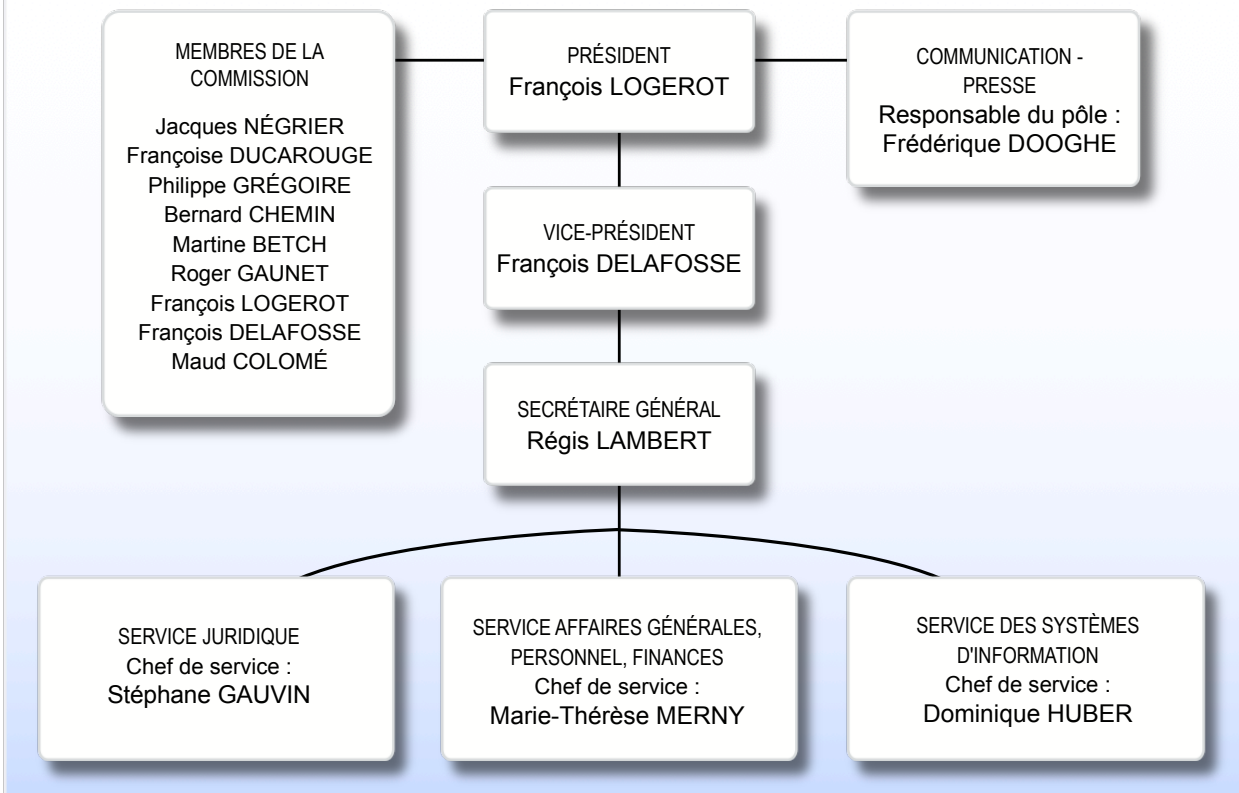 MEMBRES DE LA
COMMISSION
Jacques NÉGRIER
Françoise DUCAROUGE
Philippe GRÉGOIRE
Bernard CHEMIN
Martine BETCH
Roger GAUNET
François LOGEROT
François DELAFOSSE
Maud COLOMÉ
PRÉSIDENT
François LOGEROT
COMMUNICATION -
PRESSE
Responsable du pôle :
Frédérique DOOGHE
VICE-PRÉSIDENT
François DELAFOSSE
SECRÉTAIRE GÉNÉRAL
Régis LAMBERT
SERVICE JURIDIQUE
Chef de service :
Stéphane GAUVIN
SERVICE AFFAIRES GÉNÉRALES,
PERSONNEL, FINANCES
Chef de service :
Marie-Thérèse MERNY
SERVICE DES SYSTÈMES
D'INFORMATION
Chef de service :
Dominique HUBER